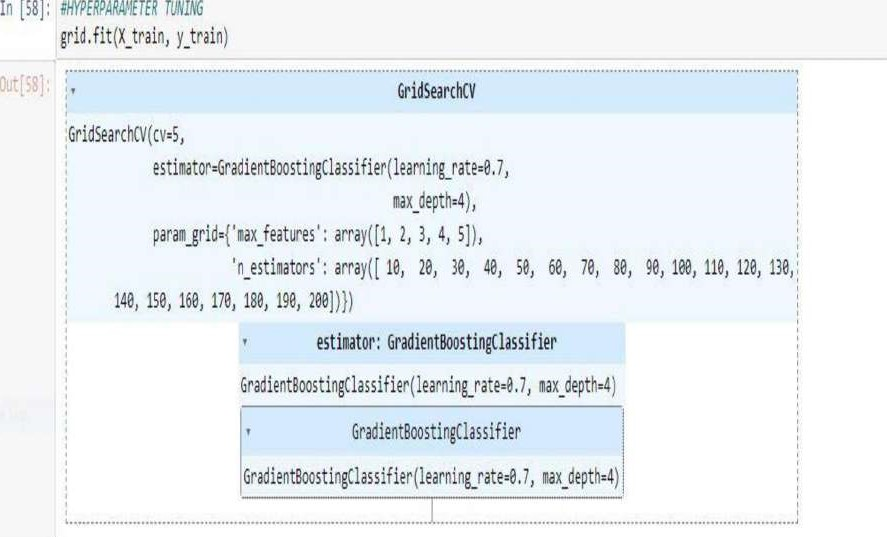 In [58]: #HYPERPARAMETER TUNING
grid.fit(X_train, y_train)
Out[58]:
GridSearchCV
GridSearchCV(cv=5,
estimator=GradientBoostingClassifier(learning_rate=0.7,
max_depth=4),
param_grid={'max_features': array([1, 2, 3, 4, 5]),
'n_estimators': array([ 10, 20, 30, 40, 50, 60, 70, 80, 90, 100, 110, 120, 130,
140, 150, 160, 170, 180, 190, 200])})
estimator: GradientBoostingClassifier
GradientBoostingClassifier(learning_rate=0.7, max_depth=4)
GradientBoostingClassifier
GradientBoostingClassifier(learning_rate=0.7, max_depth=4)